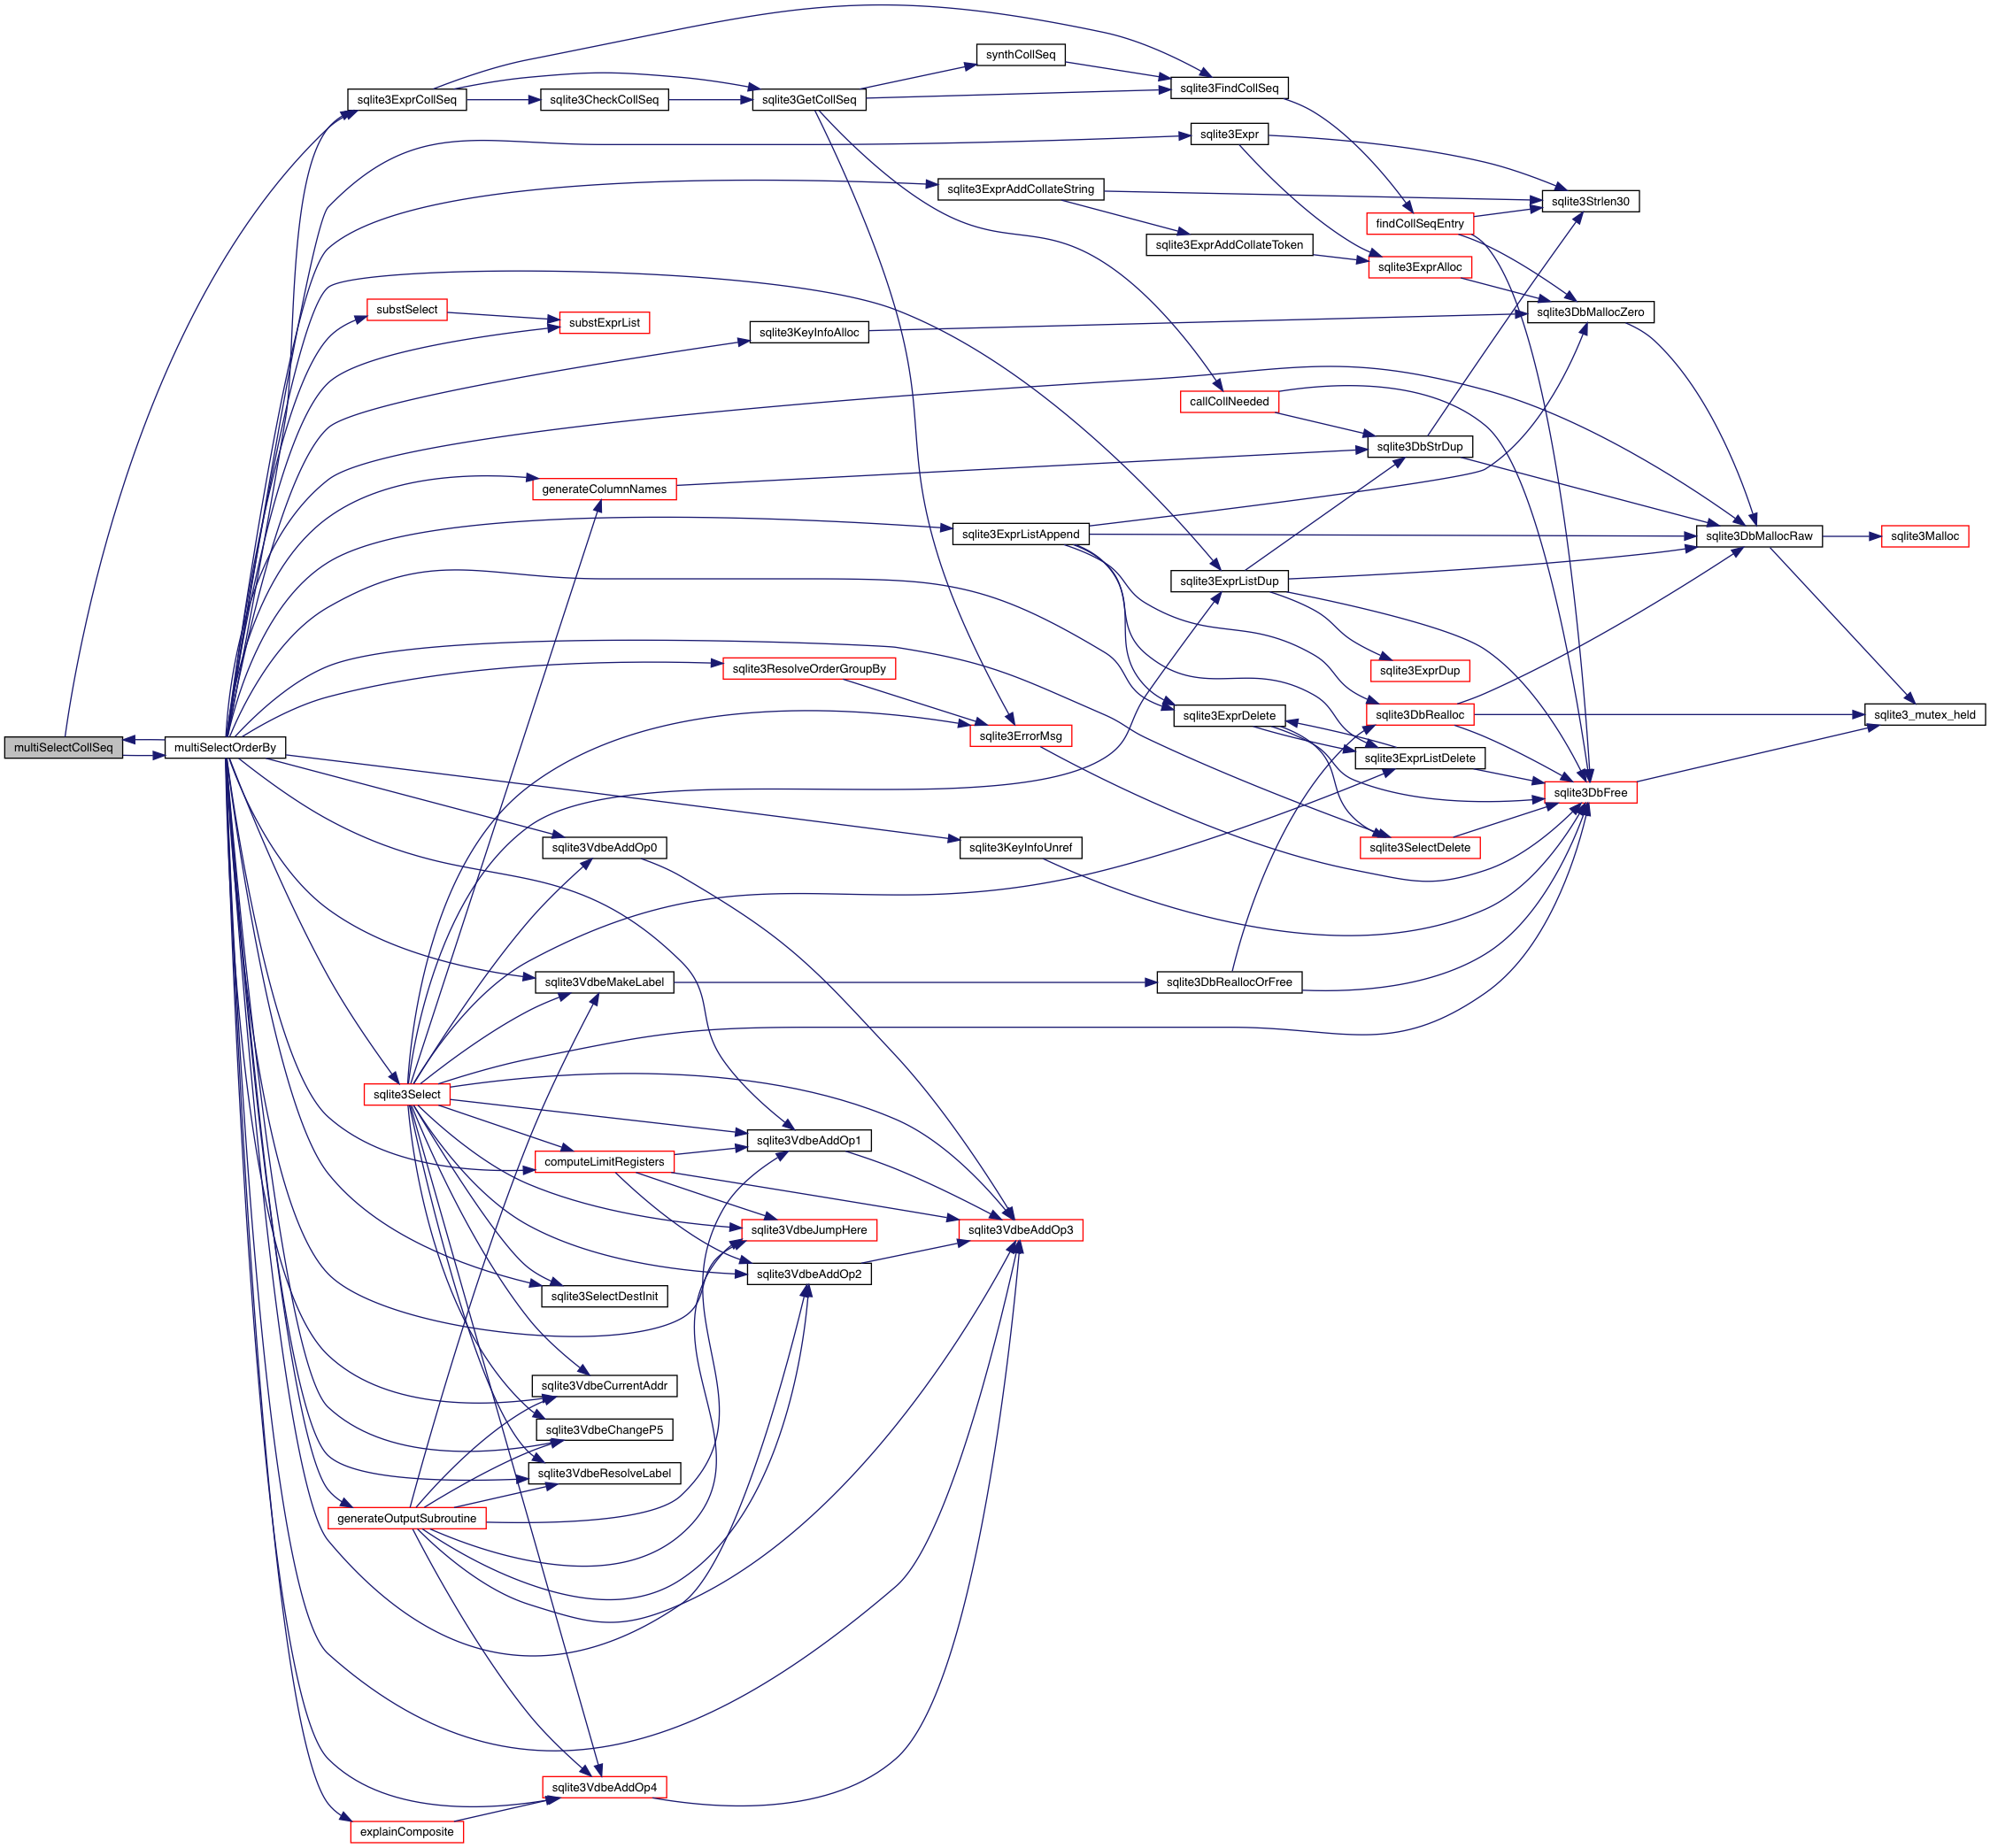 synthCollSeq
sqlite3FindCollSeq
sqlite3ExprCollSeq
sqlite3CheckCollSeq
sqlite3GetCollSeq
sqlite3Expr
sqlite3ExprAddCollateString
sqlite3Strlen30
findCollSeqEntry
sqlite3ExprAddCollateToken
sqlite3ExprAlloc
substSelect
substExprList
sqlite3DbMallocZero
sqlite3KeyInfoAlloc
callCollNeeded
sqlite3DbStrDup
generateColumnNames
sqlite3ExprListAppend
sqlite3DbMallocRaw
sqlite3Malloc
sqlite3ExprListDup
sqlite3ResolveOrderGroupBy
sqlite3ExprDup
sqlite3ExprDelete
sqlite3DbRealloc
sqlite3_mutex_held
sqlite3ErrorMsg
multiSelectCollSeq
multiSelectOrderBy
sqlite3ExprListDelete
sqlite3DbFree
sqlite3VdbeAddOp0
sqlite3KeyInfoUnref
sqlite3SelectDelete
sqlite3VdbeMakeLabel
sqlite3DbReallocOrFree
sqlite3Select
sqlite3VdbeAddOp1
computeLimitRegisters
sqlite3VdbeJumpHere
sqlite3VdbeAddOp3
sqlite3VdbeAddOp2
sqlite3SelectDestInit
sqlite3VdbeCurrentAddr
sqlite3VdbeChangeP5
sqlite3VdbeResolveLabel
generateOutputSubroutine
sqlite3VdbeAddOp4
explainComposite